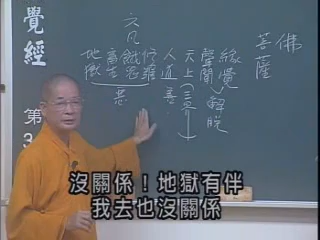 佛
菩薩
緣覺
聲聞
解脫
天上
人道
善
修羅
餓鬼
畜生
地獄
惡
六凡
覺經
第3
沒關係！地獄有伴
我去也沒關係